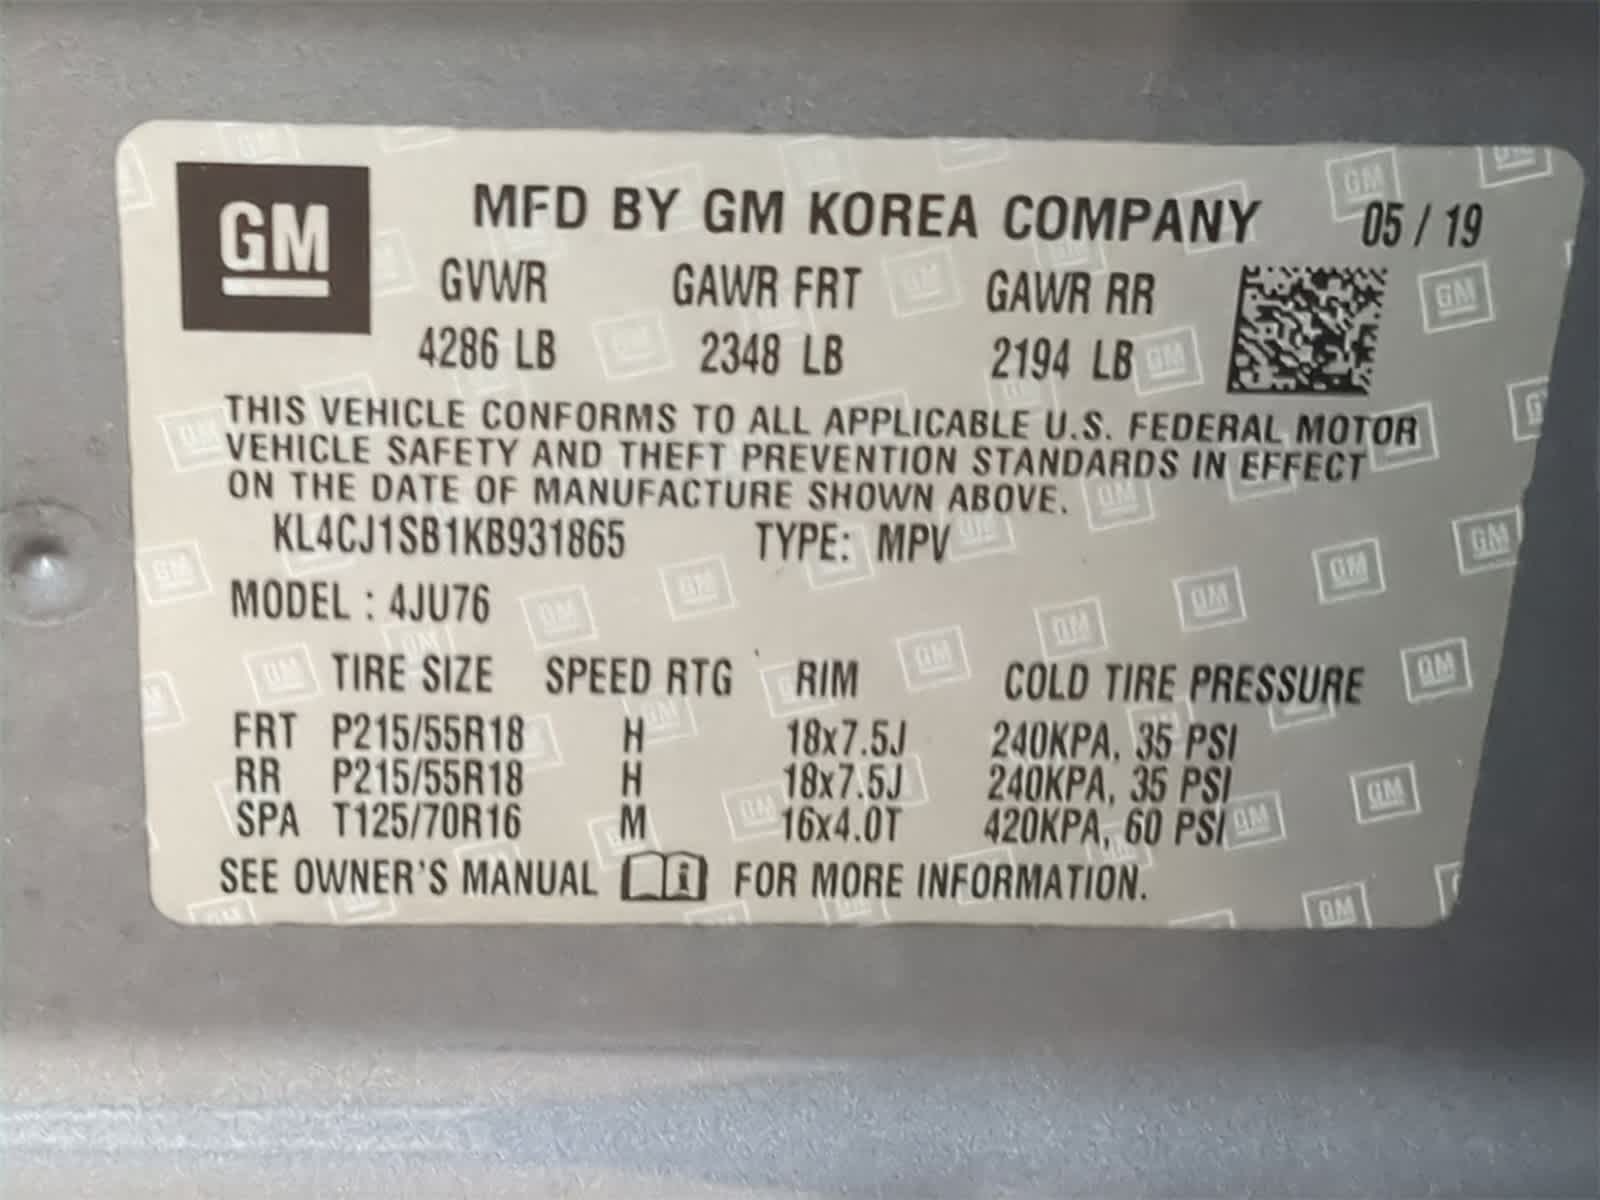 GM MFD BY GM KOREA COMPANY 05 / 19
GVWR GAWR FRT GAWR RR
4286 LB 2348 LB 2194 LB
THIS VEHICLE CONFORMS TO ALL APPLICABLE U.S. FEDERAL MOTOR
VEHICLE SAFETY AND THEFT PREVENTION STANDARDS IN EFFECT
ON THE DATE OF MANUFACTURE SHOWN ABOVE.
KL4CJ1SB1KB931865 TYPE: MPV
MODEL : 4JU76
TIRE SIZE SPEED RTG RIM COLD TIRE PRESSURE
FRT P215/55R18 H 18x7.5J 240KPA, 35 PSI
RR P215/55R18 H 18x7.5J 240KPA, 35 PSI
SPA T125/70R16 M 16x4.0T 420KPA, 60 PSI
SEE OWNER'S MANUAL i FOR MORE INFORMATION.